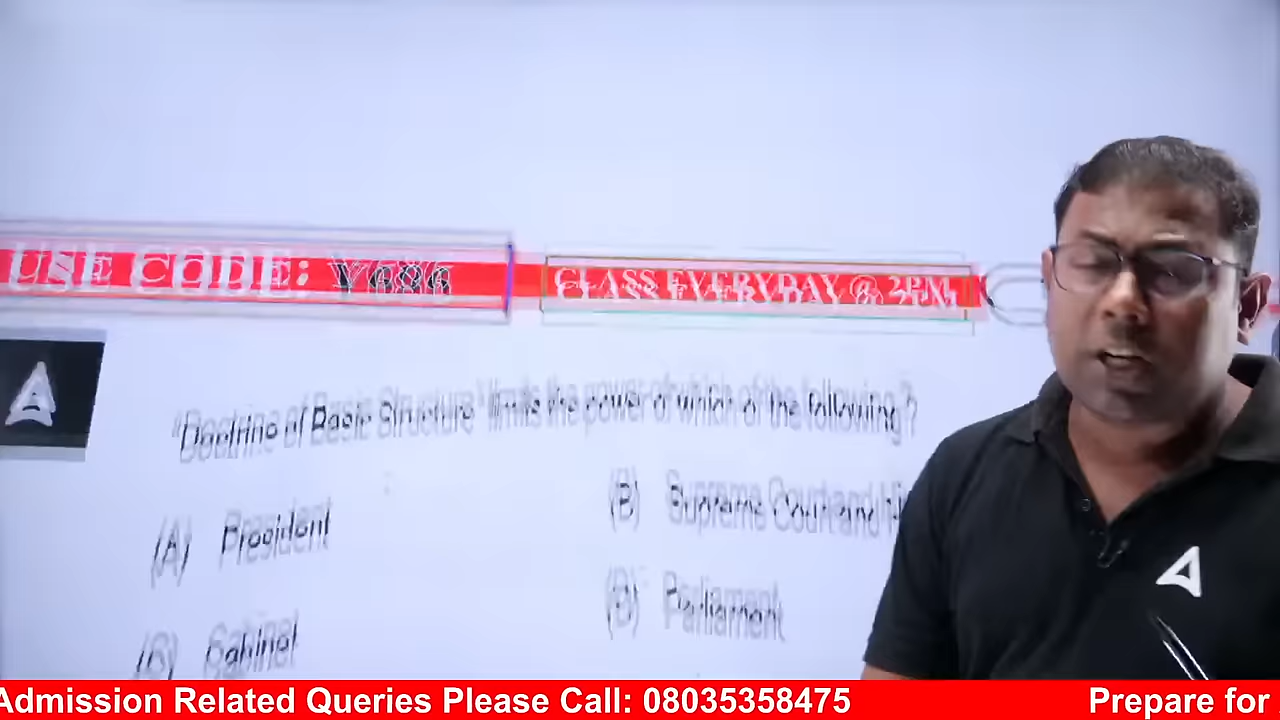 USE CODE: Y686
CLASS EVERYDAY @ 2PM
"Doctrine of Basic Structure" limits the power of which of the following?
(A) President
(B) Supreme Court and
(C) Cabinet
(D) Parliament
Admission Related Queries Please Call: 08035358475
Prepare for